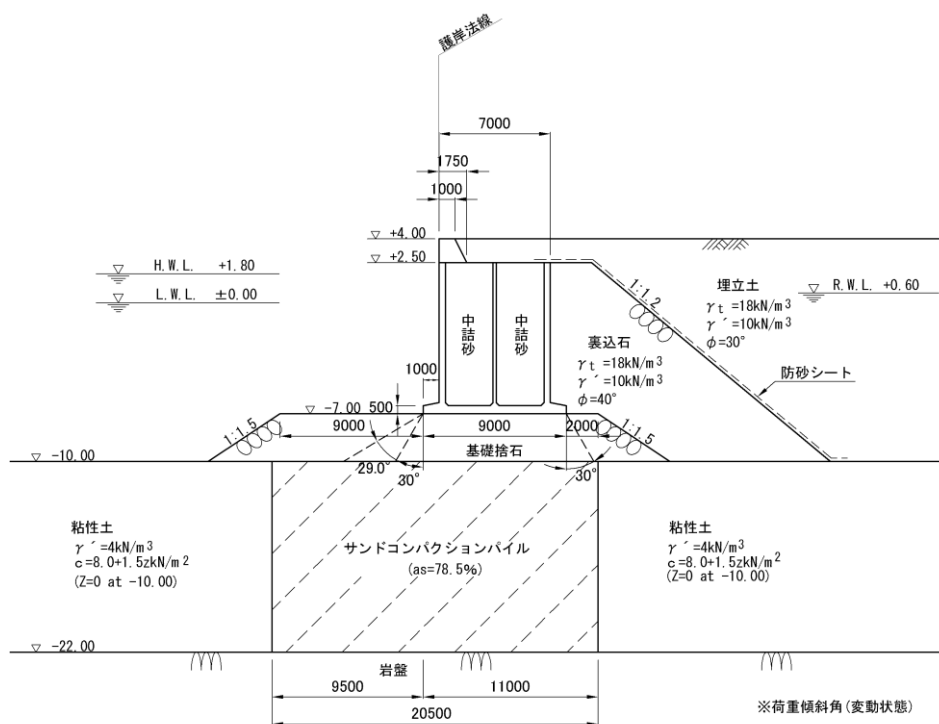 護岸法線
7000
1750
1000
+4.00
+2.50
H.W.L. +1.80
L.W.L. ±0.00
R.W.L. +0.60
埋立土
γt=18kN/m3
γ´=10kN/m3
φ=30°
1:1.2
中詰砂
中詰砂
裏込石
γt=18kN/m3
γ´=10kN/m3
φ=40°
防砂シート
1000
-7.00
500
1:1.5
9000
9000
2000
1:1.5
基礎捨石
-10.00
29.0°
30°
30°
粘性土
γ´=4kN/m3
c=8.0+1.5zkN/m2
(Z=0 at -10.00)
サンドコンパクションパイル
(as=78.5%)
粘性土
γ´=4kN/m3
c=8.0+1.5zkN/m2
(Z=0 at -10.00)
-22.00
岩盤
9500
11000
20500
※荷重傾斜角(変動状態)